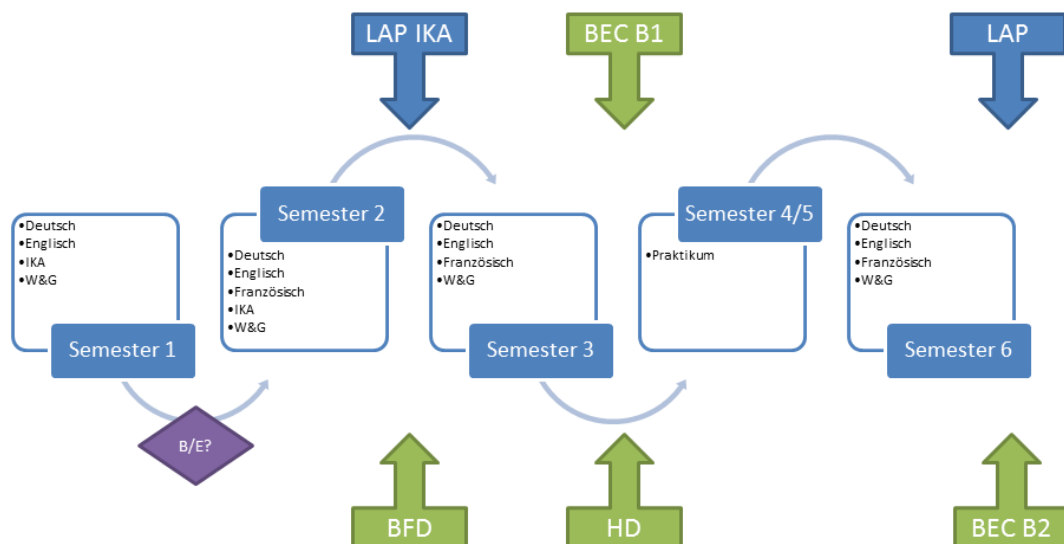 LAP IKA
BEC B1
LAP
Semester 1
•Deutsch
•Englisch
•IKA
•W&G
B/E?
Semester 2
•Deutsch
•Englisch
•Französisch
•IKA
•W&G
Semester 3
•Deutsch
•Englisch
•Französisch
•W&G
Semester 4/5
•Praktikum
Semester 6
•Deutsch
•Englisch
•Französisch
•W&G
BFD
HD
BEC B2